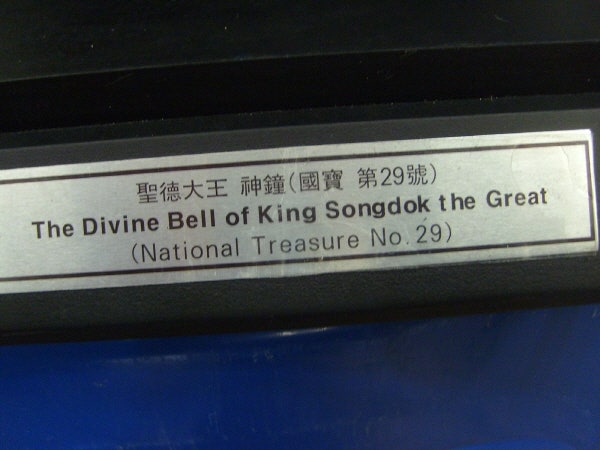 聖德大王 神鐘(國寶 第29號)
The Divine Bell of King Songdok the Great
(National Treasure No. 29)